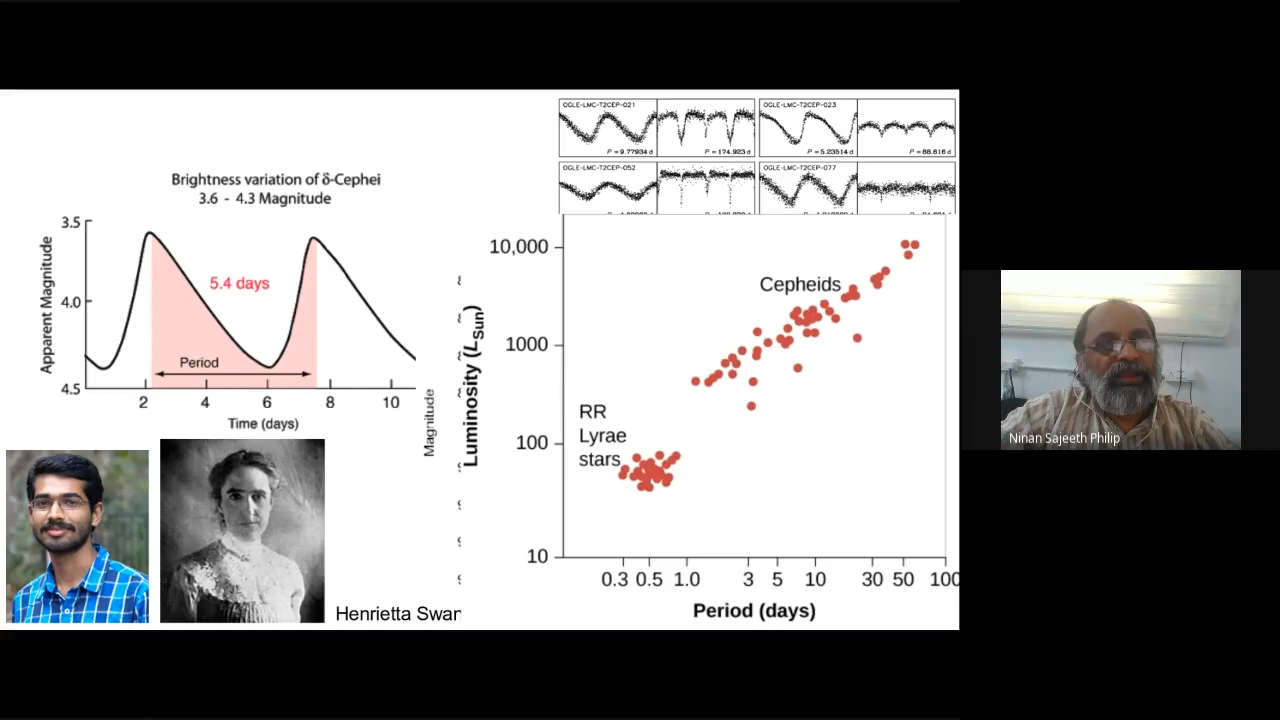 OGLE-LMC-T2CEP-021
P = 9.77934 d
P = 174.923 d
OGLE-LMC-T2CEP-023
P = 5.23514 d
P = 88.616 d
OGLE-LMC-T2CEP-052
OGLE-LMC-T2CEP-077
Brightness variation of δ-Cephei
3.6 - 4.3 Magnitude
Apparent Magnitude
3.5
4.0
4.5
5.4 days
Period
2 4 6 8 10
Time (days)
Magnitude
Luminosity (LSun)
10,000
1000
100
10
Cepheids
RR
Lyrae
stars
0.3 0.5 1.0 3 5 10 30 50 100
Period (days)
Henrietta Swan
Ninan Sajeeth Philip